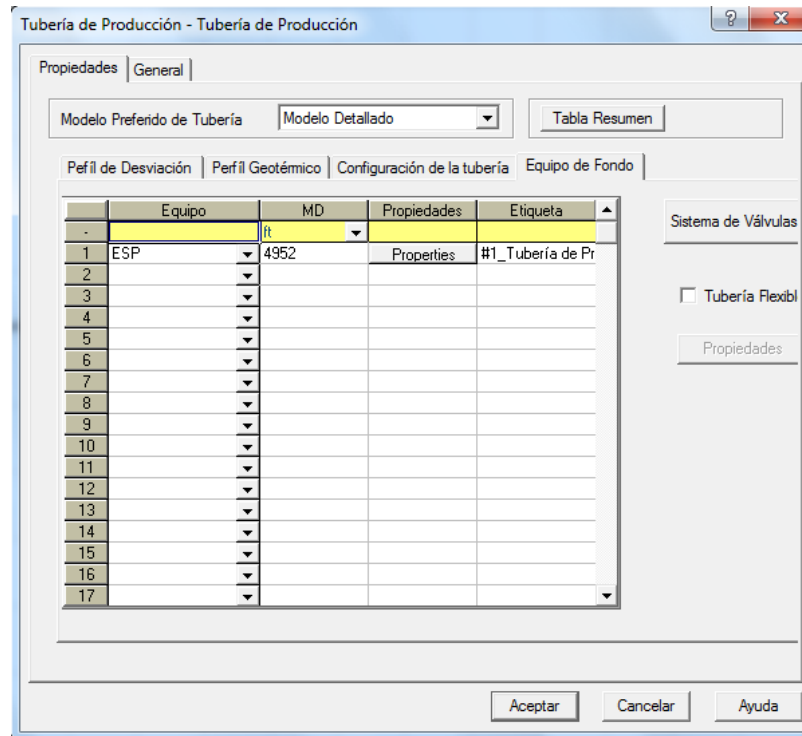 Tubería de Producción - Tubería de Producción
?
Propiedades General
Modelo Preferido de Tubería Modelo Detallado Tabla Resumen
Pefíl de Desviación Perfíl Geotérmico Configuración de la tubería Equipo de Fondo
Equipo MD Propiedades Etiqueta
- ft
1 ESP 4952 Properties #1_Tubería de Pr
2
3
4
5
6
7
8
9
10
11
12
13
14
15
16
17
Sistema de Válvulas
Tubería Flexibl
Propiedades
Aceptar Cancelar Ayuda